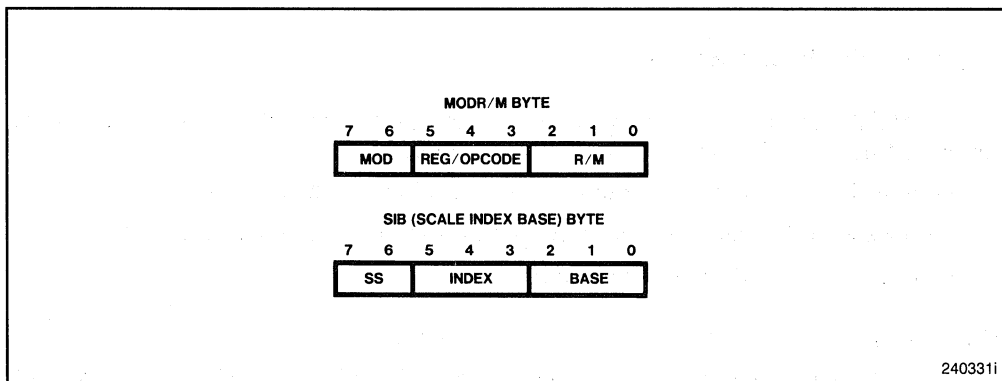 MODR/M BYTE
7 6 5 4 3 2 1 0
MOD REG/OPCODE R/M
SIB (SCALE INDEX BASE) BYTE
7 6 5 4 3 2 1 0
SS INDEX BASE
240331i